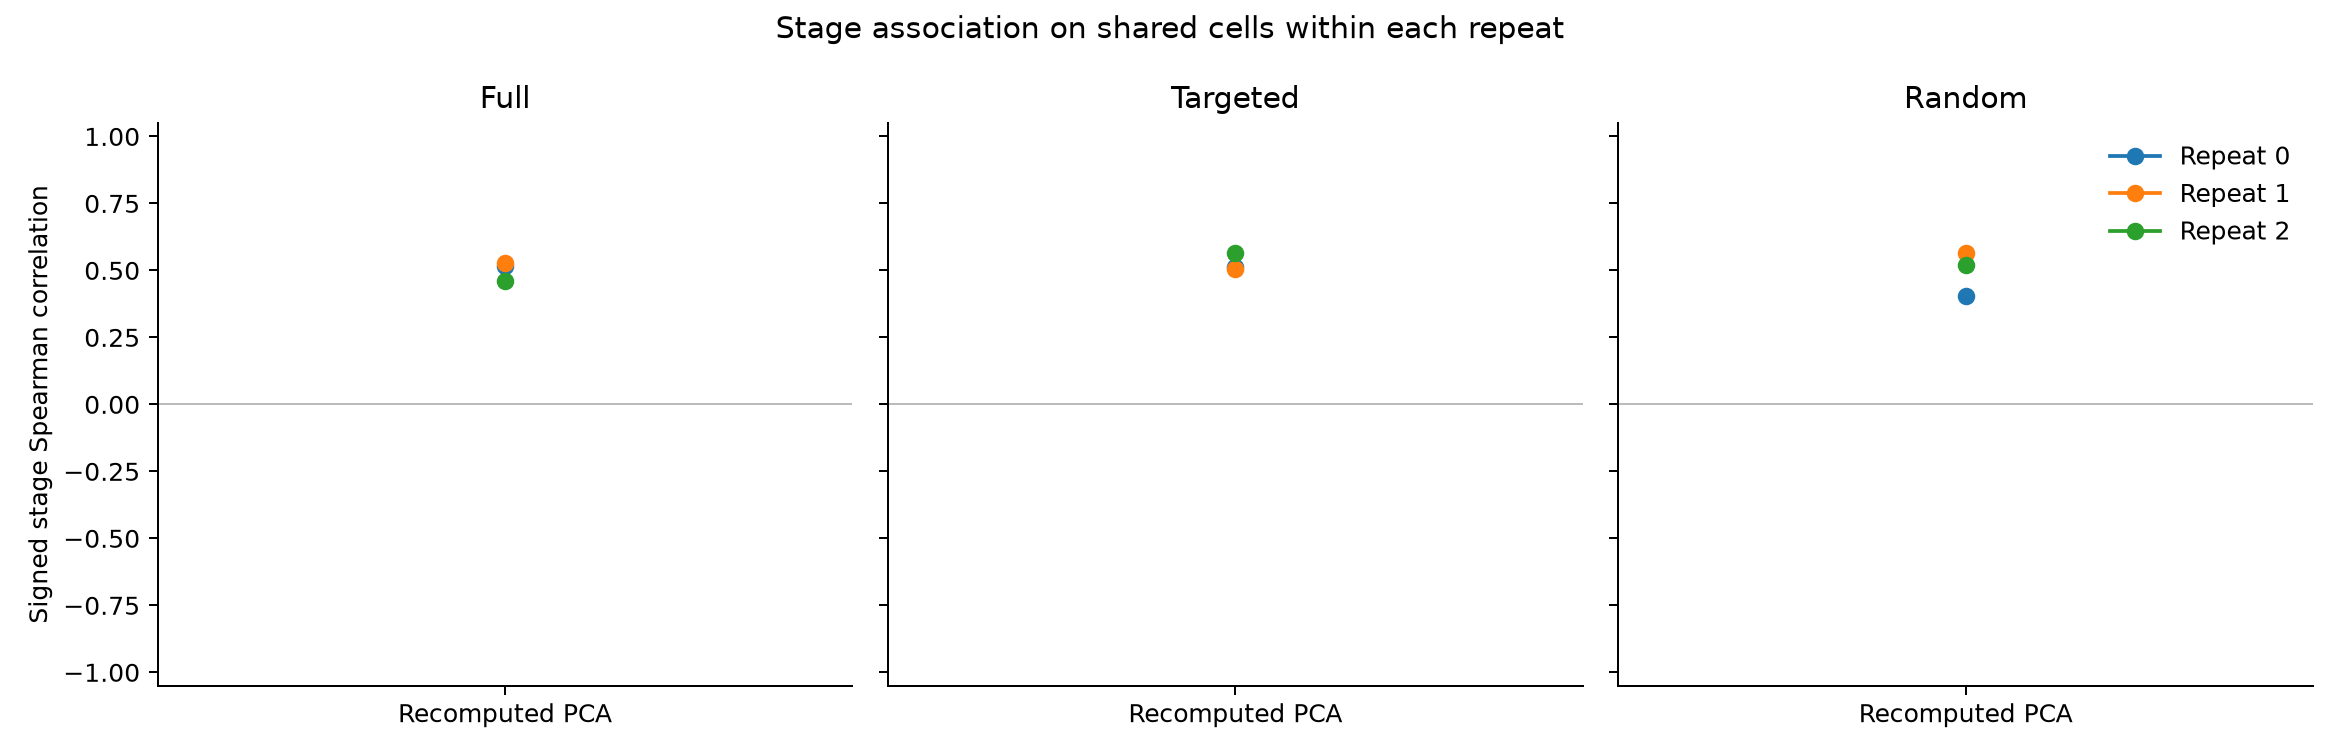 Stage association on shared cells within each repeat
Full
Targeted
Random
Signed stage Spearman correlation
1.00
0.75
0.50
0.25
0.00
−0.25
−0.50
−0.75
−1.00
Repeat 0
Repeat 1
Repeat 2
Recomputed PCA
Recomputed PCA
Recomputed PCA